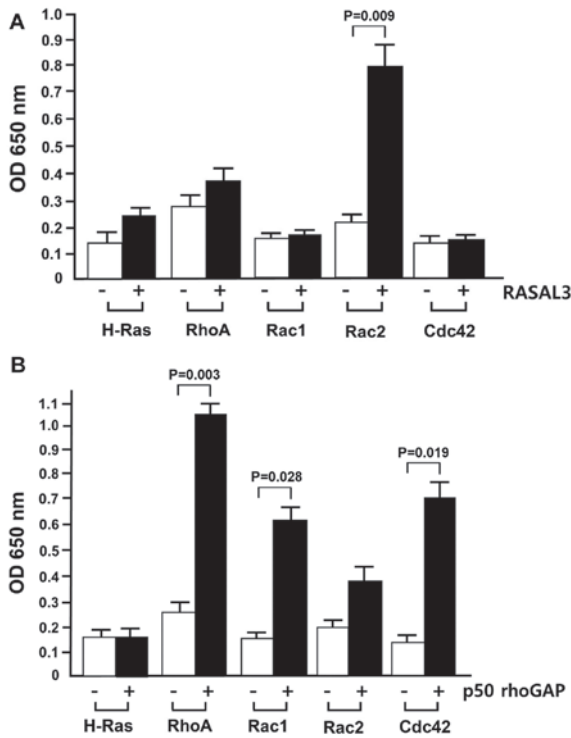 A
OD 650 nm
1.0
0.9
0.8
0.7
0.6
0.5
0.4
0.3
0.2
0.1
0
P=0.009
- + - + - + - + - + RASAL3
H-Ras RhoA Rac1 Rac2 Cdc42
B
OD 650 nm
1.1
1.0
0.9
0.8
0.7
0.6
0.5
0.4
0.3
0.2
0.1
0
P=0.003
P=0.028
P=0.019
- + - + - + - + - + p50 rhoGAP
H-Ras RhoA Rac1 Rac2 Cdc42